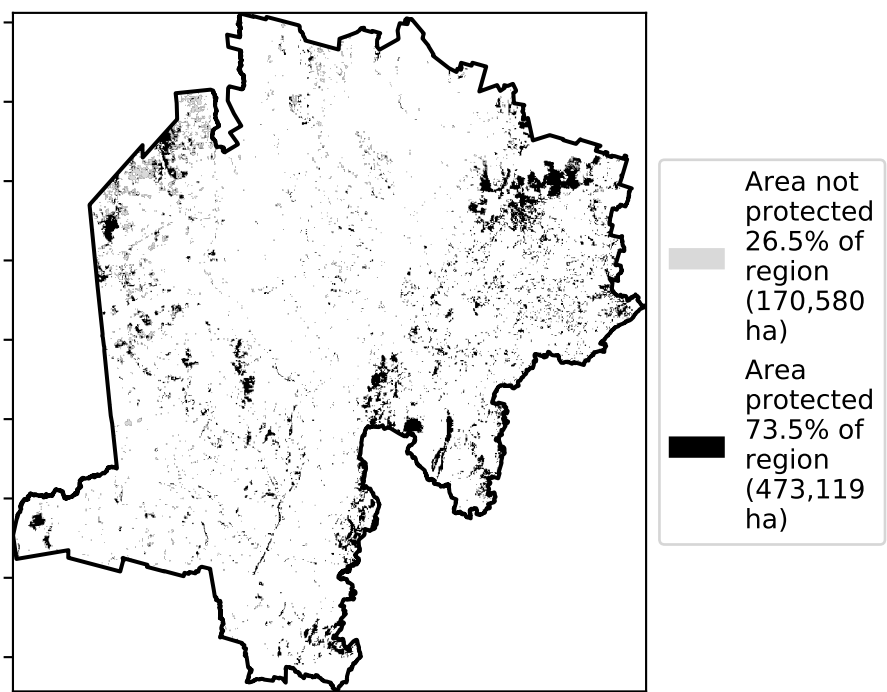 Area not
protected
26.5% of
region
(170,580
ha)
Area
protected
73.5% of
region
(473,119
ha)